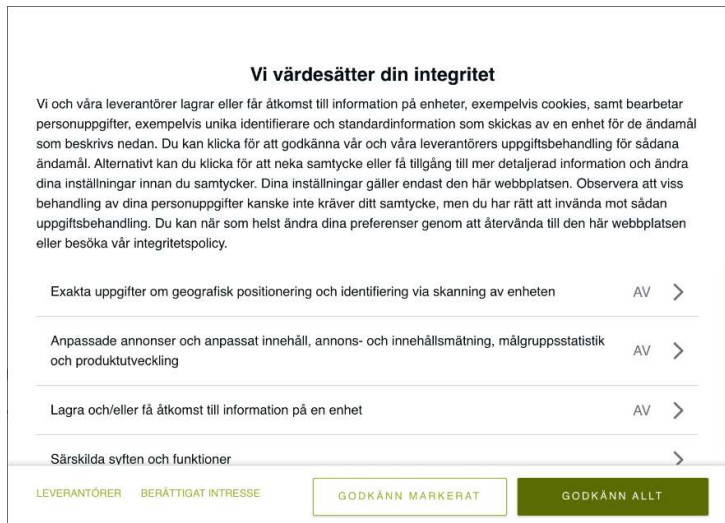 Vi värdesätter din integritet
Vi och våra leverantörer lagrar eller får åtkomst till information på enheter, exempelvis cookies, samt bearbetar
personuppgifter, exempelvis unika identifierare och standardinformation som skickas av en enhet för de ändamål
som beskrivs nedan. Du kan klicka för att godkänna vår och våra leverantörers uppgiftsbehandling för sådana
ändamål. Alternativt kan du klicka för att neka samtycke eller få tillgång till mer detaljerad information och ändra
dina inställningar innan du samtycker. Dina inställningar gäller endast den här webbplatsen. Observera att viss
behandling av dina personuppgifter kanske inte kräver ditt samtycke, men du har rätt att invända mot sådan
uppgiftsbehandling. Du kan när som helst ändra dina preferenser genom att återvända till den här webbplatsen
eller besöka vår integritetspolicy.
Exakta uppgifter om geografisk positionering och identifiering via skanning av enheten AV
Anpassade annonser och anpassat innehåll, annons- och innehållsmätning, målgruppsstatistik
och produktutveckling AV
Lagra och/eller få åtkomst till information på en enhet AV
Särskilda syften och funktioner
LEVERANTÖRER BERÄTTIGAT INTRESSE GODKÄNN MARKERAT GODKÄNN ALLT